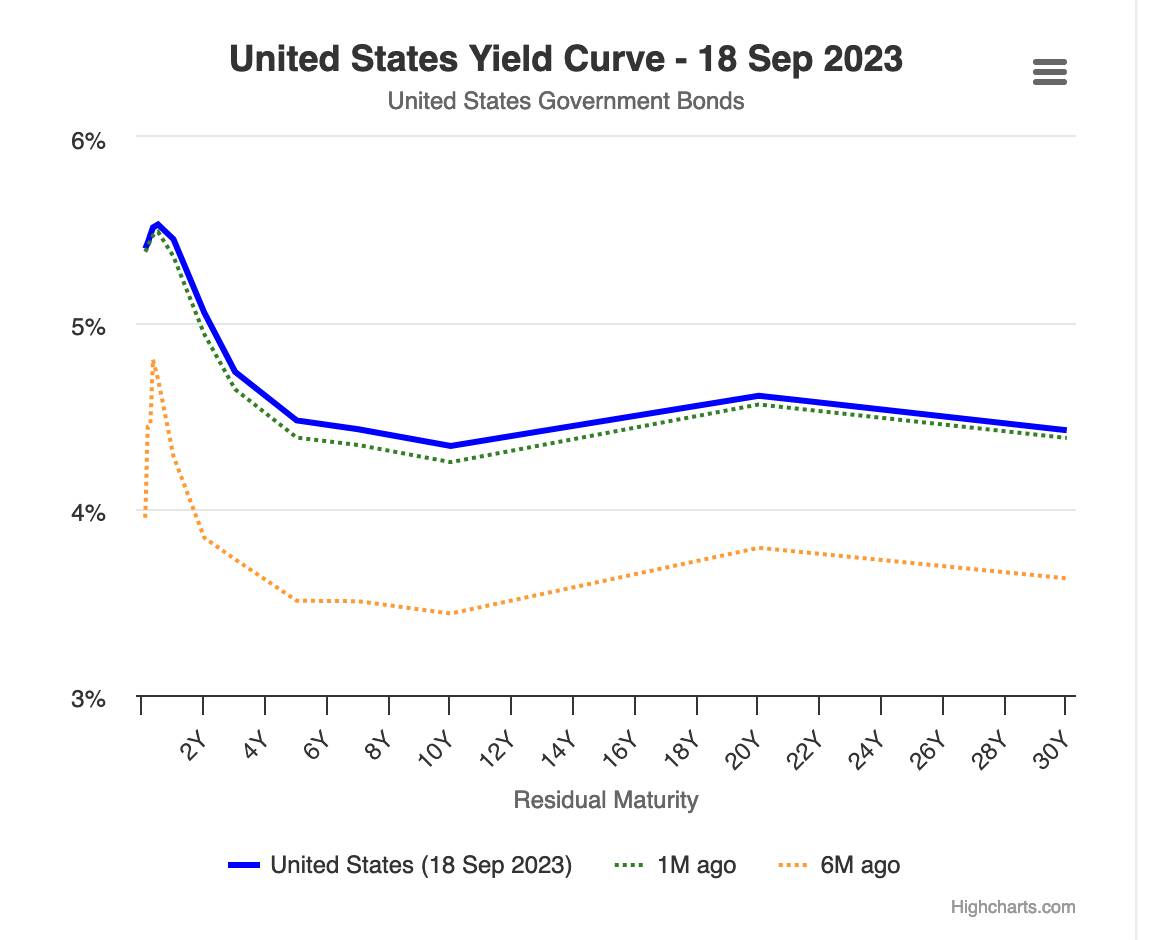 United States Yield Curve - 18 Sep 2023
United States Government Bonds
6%
5%
4%
3%
2Y
4Y
6Y
8Y
10Y
12Y
14Y
16Y
18Y
20Y
22Y
24Y
26Y
28Y
30Y
Residual Maturity
United States (18 Sep 2023) 1M ago 6M ago
Highcharts.com